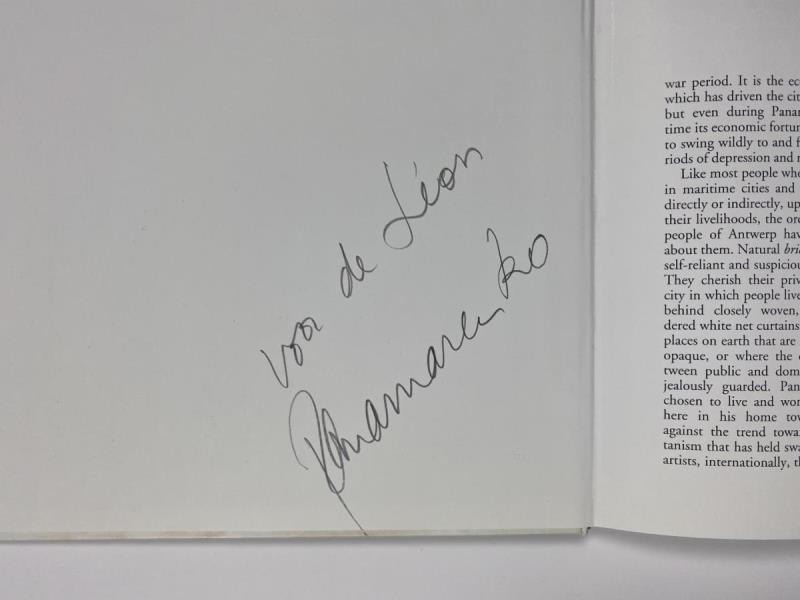 voor de Léon
Panamarenko
war period. It is the ec
which has driven the cit
but even during Panar
time its economic fortun
to swing wildly to and f
riods of depression and r
Like most people who
in maritime cities and
directly or indirectly, up
their livelihoods, the ord
people of Antwerp hav
about them. Natural bri
self-reliant and suspiciou
They cherish their priv
city in which people live
behind closely woven,
dered white net curtains
places on earth that are
opaque, or where the
tween public and dom
jealously guarded. Pan
chosen to live and wor
here in his home tow
against the trend towar
tanism that has held swa
artists, internationally, th